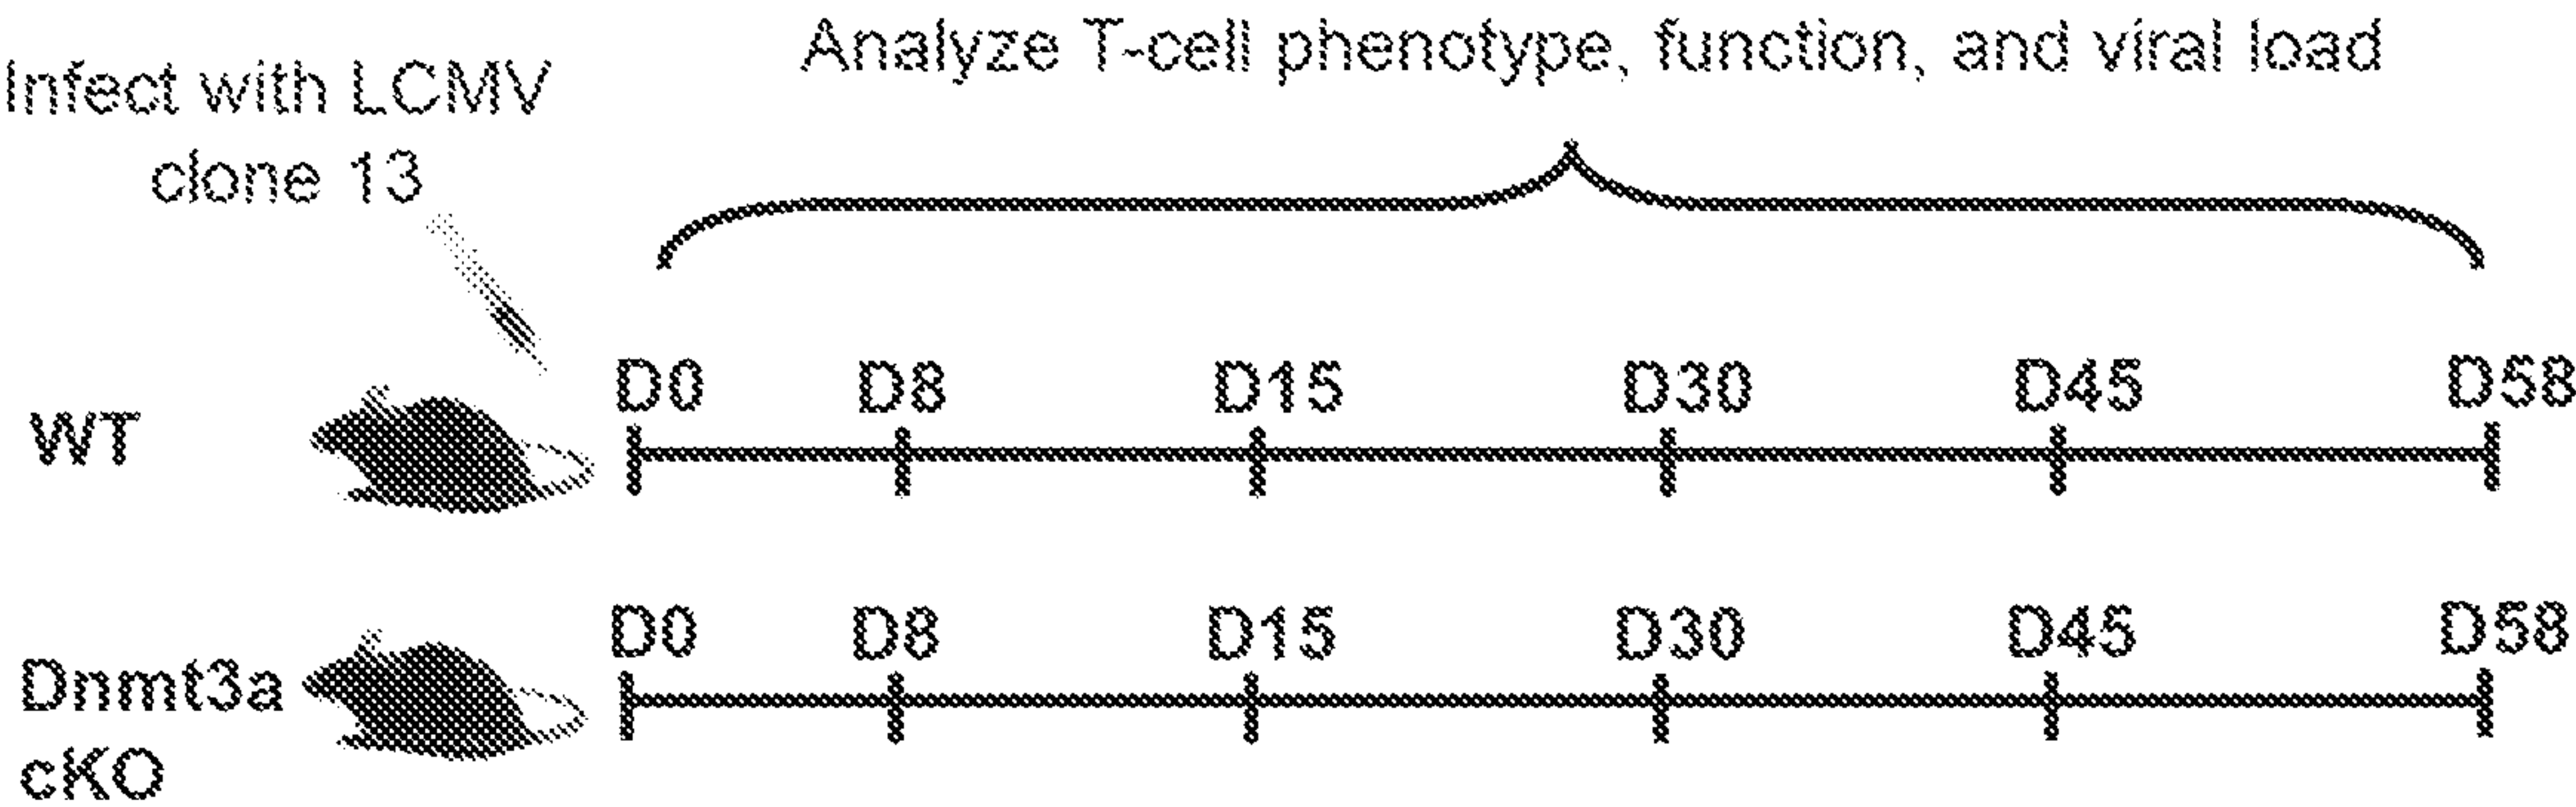 Analyze T-cell phenotype, function, and viral load
Infect with LCMV
clone 13
WT
D0 D8 D15 D30 D45 D58
Dnmt3a
cKO
D0 D8 D15 D30 D45 D58